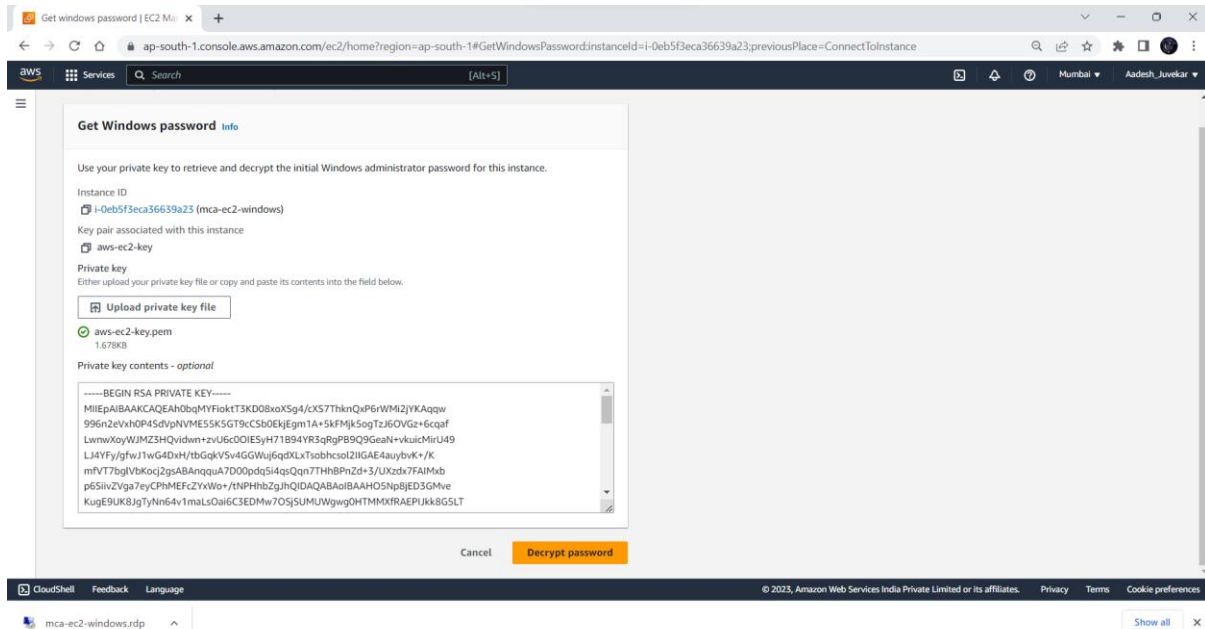 Get windows password | EC2 Ma
ap-south-1.console.aws.amazon.com/ec2/home?region=ap-south-1#GetWindowsPassword:instanceId=i-0eb5f3eca36639a23;previousPlace=ConnectToInstance
aws Services Search [Alt+S] Mumbai Aadesh_Juvekar
Get Windows password Info
Use your private key to retrieve and decrypt the initial Windows administrator password for this instance.
Instance ID
i-0eb5f3eca36639a23 (mca-ec2-windows)
Key pair associated with this instance
aws-ec2-key
Private key
Either upload your private key file or copy and paste its contents into the field below.
Upload private key file
aws-ec2-key.pem
1.678KB
Private key contents - optional
-----BEGIN RSA PRIVATE KEY-----
Cancel Decrypt password
CloudShell Feedback Language © 2023, Amazon Web Services India Private Limited or its affiliates. Privacy Terms Cookie preferences
mca-ec2-windows.rdp Show all